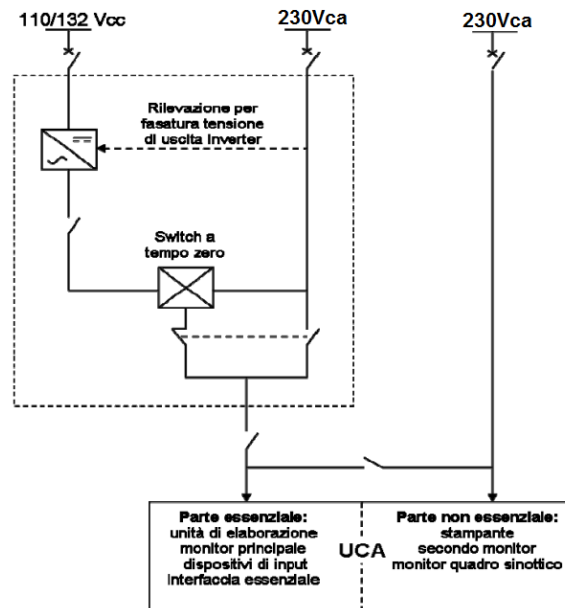 110/132 Vcc
230Vca
230Vca
Rilevazione per
fasatura tensione
di uscita inverter
Switch a
tempo zero
Parte essenziale:
unità di elaborazione
monitor principale
dispositivi di input
interfaccia essenziale
UCA
Parte non essenziale:
stampante
secondo monitor
monitor quadro sinottico